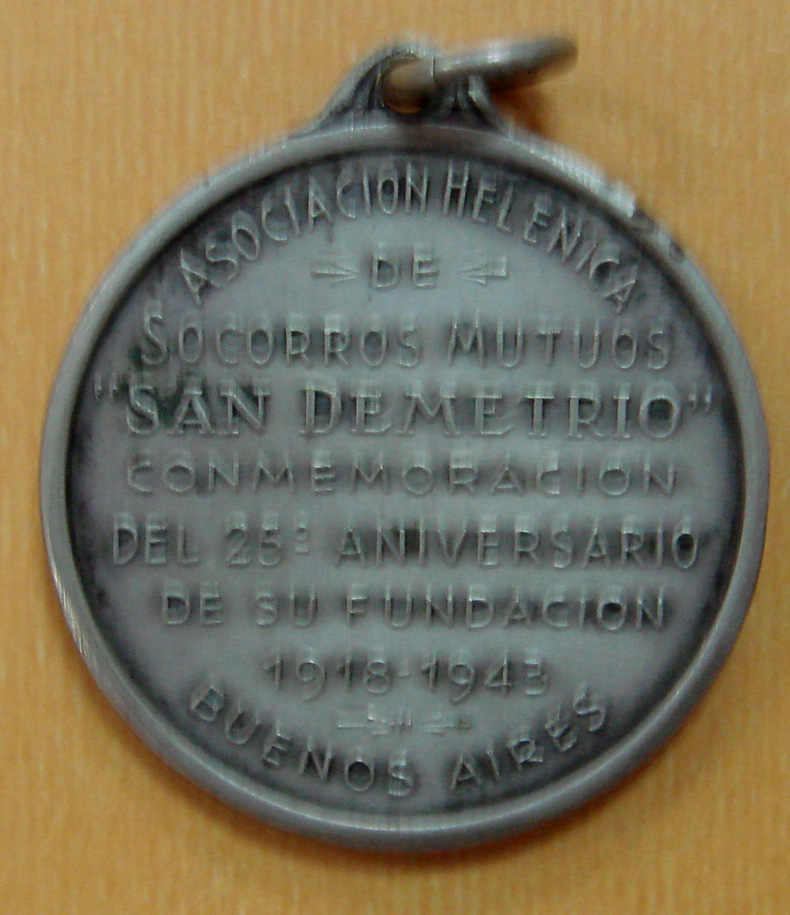 ASOCIACION HELENICA
DE
SOCORROS MUTUOS
"SAN DEMETRIO"
CONMEMORACION
DEL 25º ANIVERSARIO
DE SU FUNDACION
1918-1943
BUENOS AIRES